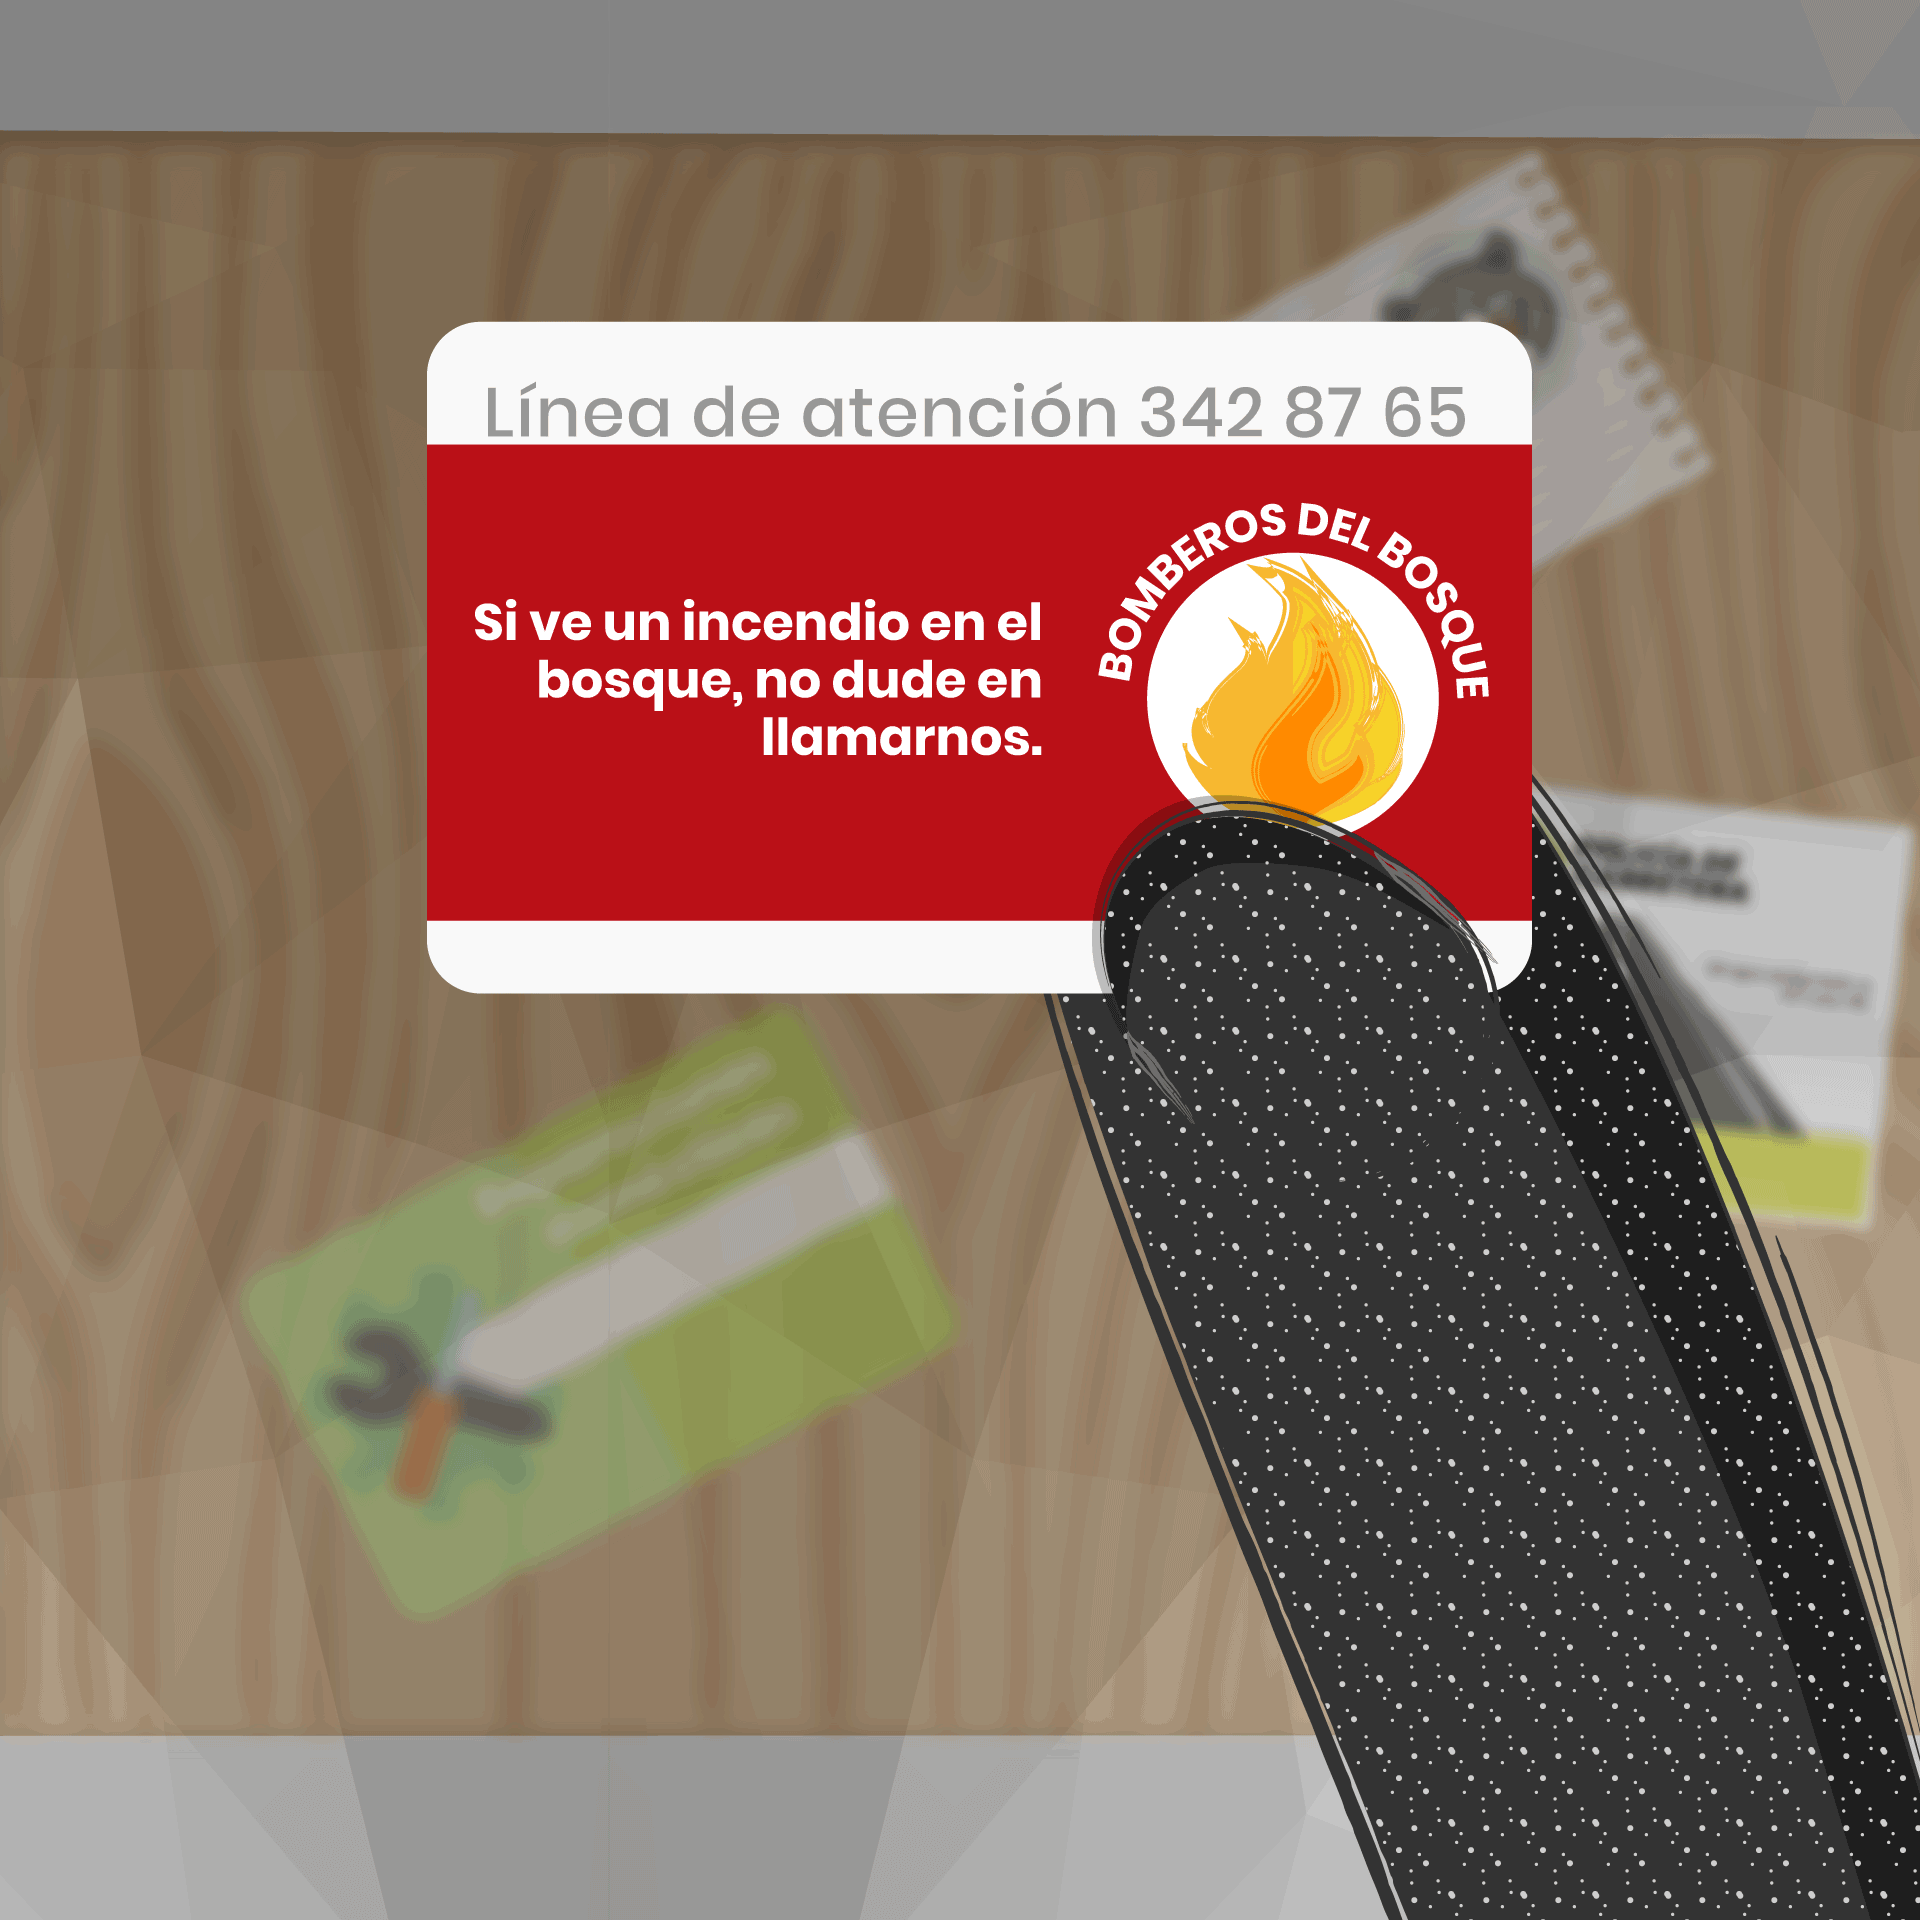 Línea de atención 342 87 65
BOMBEROS DEL BOSQUE
Si ve un incendio en el
bosque, no dude en
llamarnos.